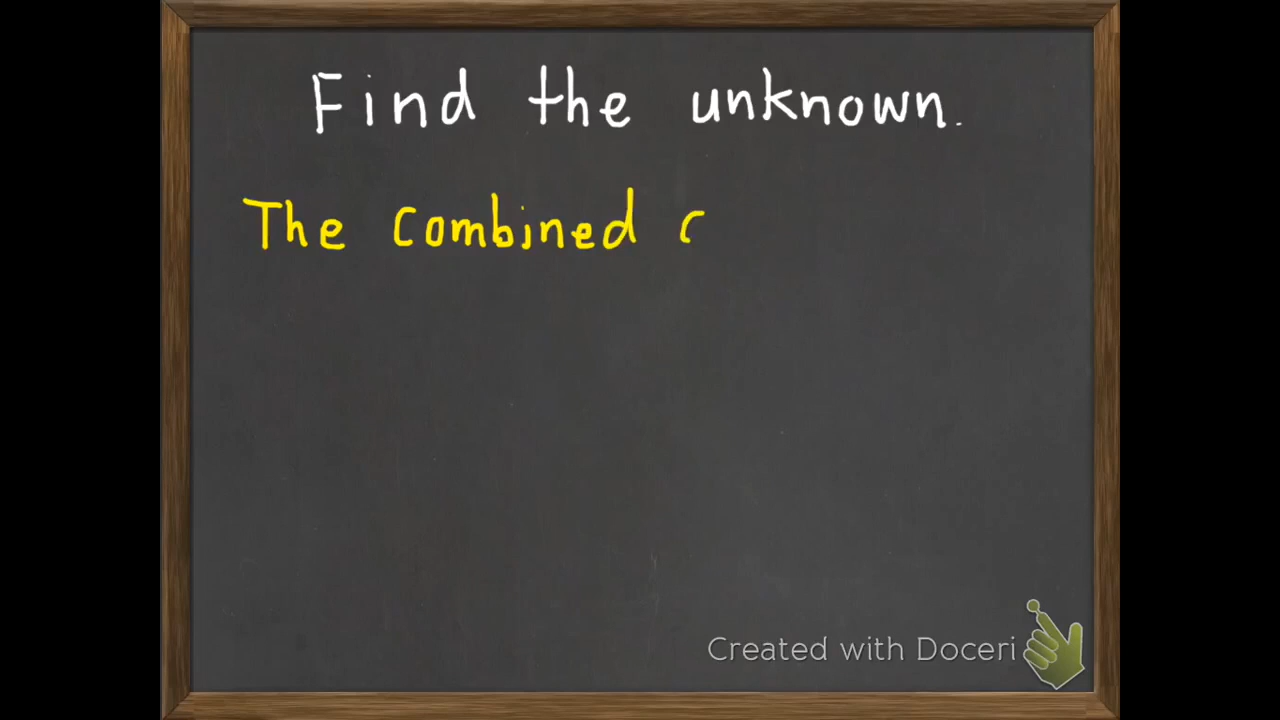 Find the unknown.
The combined
Created with Doceri